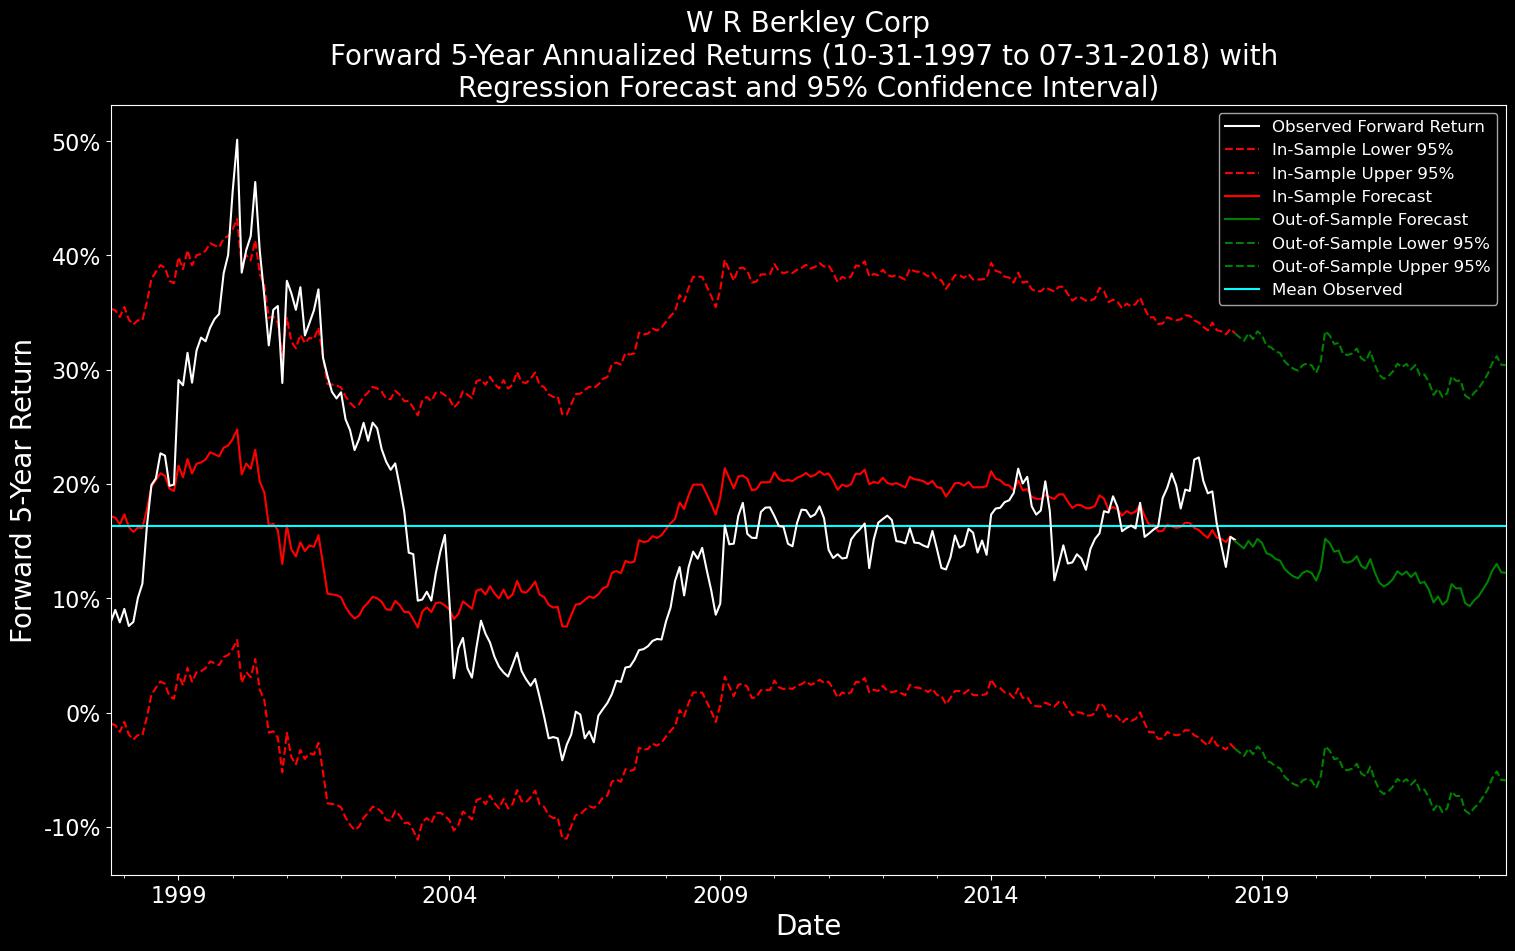 W R Berkley Corp
Forward 5-Year Annualized Returns (10-31-1997 to 07-31-2018) with
Regression Forecast and 95% Confidence Interval)
Forward 5-Year Return
50%
40%
30%
20%
10%
0%
-10%
Observed Forward Return
In-Sample Lower 95%
In-Sample Upper 95%
In-Sample Forecast
Out-of-Sample Forecast
Out-of-Sample Lower 95%
Out-of-Sample Upper 95%
Mean Observed
1999 2004 2009 2014 2019
Date